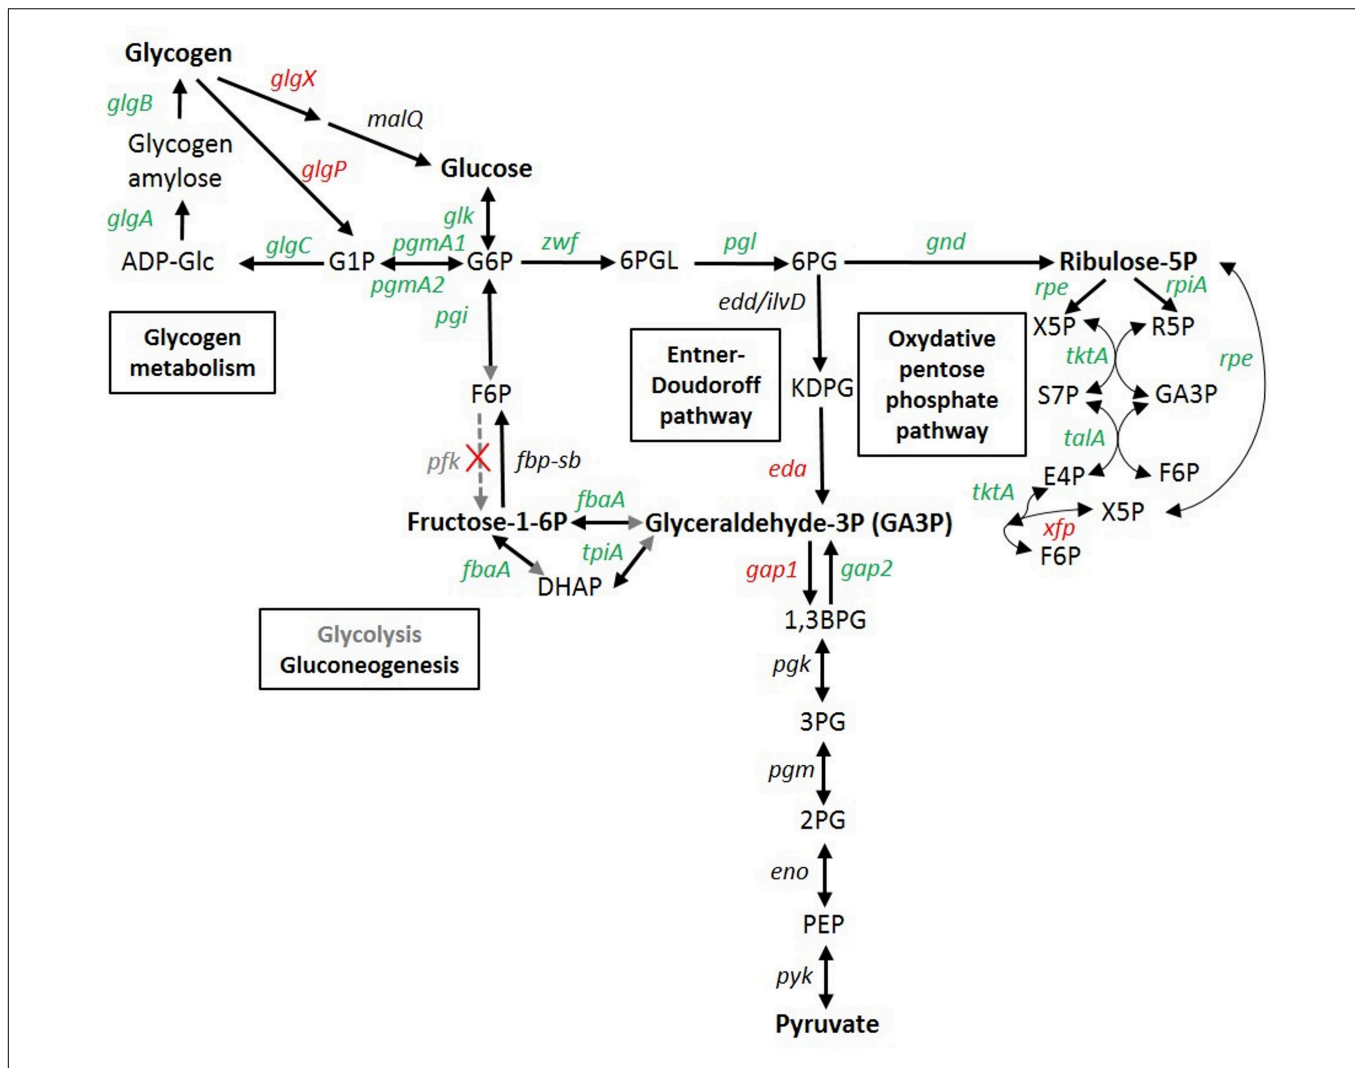 Glycogen
glgX
glgB
malQ
Glycogen
amylose
glgP
Glucose
glgA
glk
ADP-Glc
glgC
G1P
pgmA1
pgmA2
G6P
zwf
6PGL
pgl
6PG
gnd
Ribulose-5P
rpe
rpiA
pgi
edd/ilvD
X5P
R5P
Glycogen
metabolism
Entner-
Doudoroff
pathway
Oxydative
pentose
phosphate
pathway
tktA
rpe
F6P
KDPG
S7P
GA3P
talA
pfk
fbp-sb
eda
E4P
F6P
tktA
fbaA
X5P
xfp
F6P
Fructose-1-6P
Glyceraldehyde-3P (GA3P)
fbaA
tpiA
DHAP
gap1
gap2
1,3BPG
Glycolysis
Gluconeogenesis
pgk
3PG
pgm
2PG
eno
PEP
pyk
Pyruvate